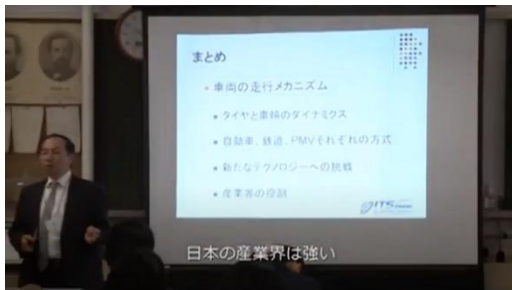 まとめ
車両の走行メカニズム
タイヤと車輪のダイナミクス
自動車、鉄道、PMVそれぞれの方式
新たなテクノロジーへの挑戦
産業界の役割
ITS
日本の産業界は強い